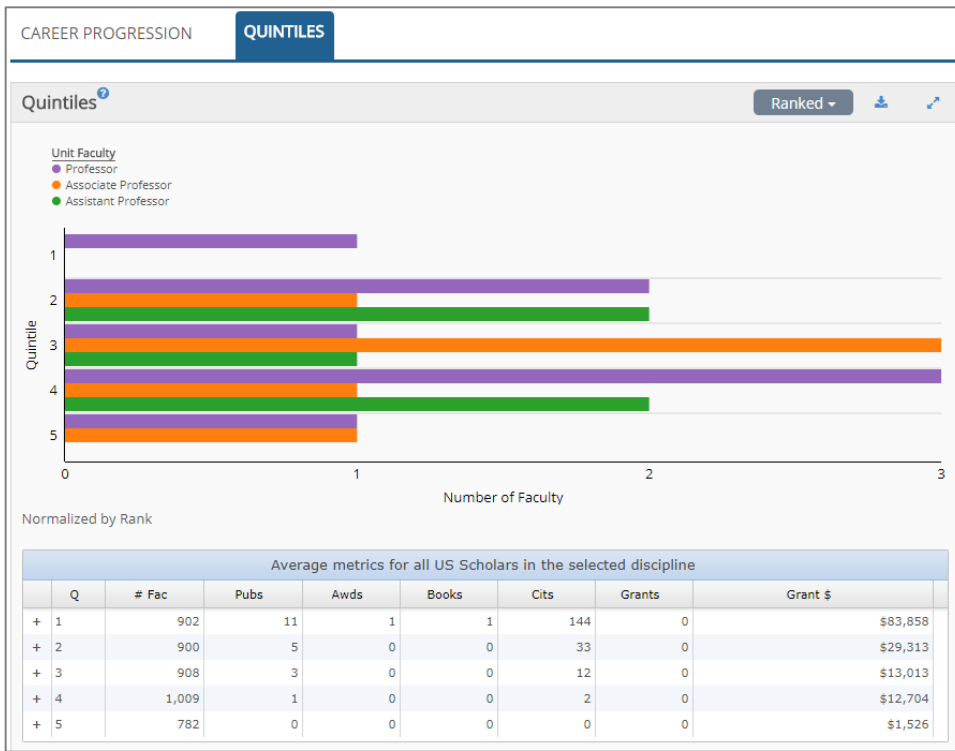 CAREER PROGRESSION QUINTILES
Quintiles?
Ranked
Unit Faculty
Professor
Associate Professor
Assistant Professor
Quintile
1
2
3
4
5
0 1 2 3
Number of Faculty
Normalized by Rank
Average metrics for all US Scholars in the selected discipline
Q # Fac Pubs Awds Books Cits Grants Grant $
+ 1 902 11 1 1 144 0 $83,858
+ 2 900 5 0 0 33 0 $29,313
+ 3 908 3 0 0 12 0 $13,013
+ 4 1,009 1 0 0 2 0 $12,704
+ 5 782 0 0 0 0 0 $1,526